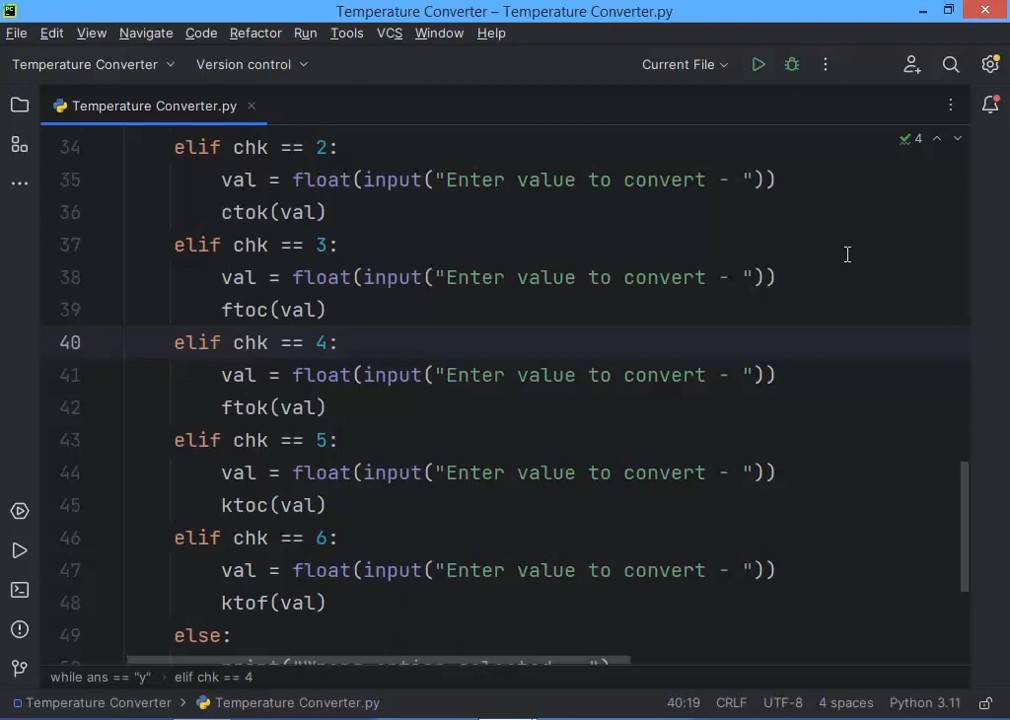 PC
Temperature Converter – Temperature Converter.py
File Edit View Navigate Code Refactor Run Tools VCS Window Help
Temperature Converter Version control Current File
Temperature Converter.py
4
34 elif chk == 2:
35 val = float(input("Enter value to convert - "))
36 ctok(val)
37 elif chk == 3:
38 val = float(input("Enter value to convert - "))
39 ftoc(val)
40 elif chk == 4:
41 val = float(input("Enter value to convert - "))
42 ftok(val)
43 elif chk == 5:
44 val = float(input("Enter value to convert - "))
45 ktoc(val)
46 elif chk == 6:
47 val = float(input("Enter value to convert - "))
48 ktof(val)
49 else:
while ans == "y" elif chk == 4
Temperature Converter > Temperature Converter.py 40:19 CRLF UTF-8 4 spaces Python 3.11